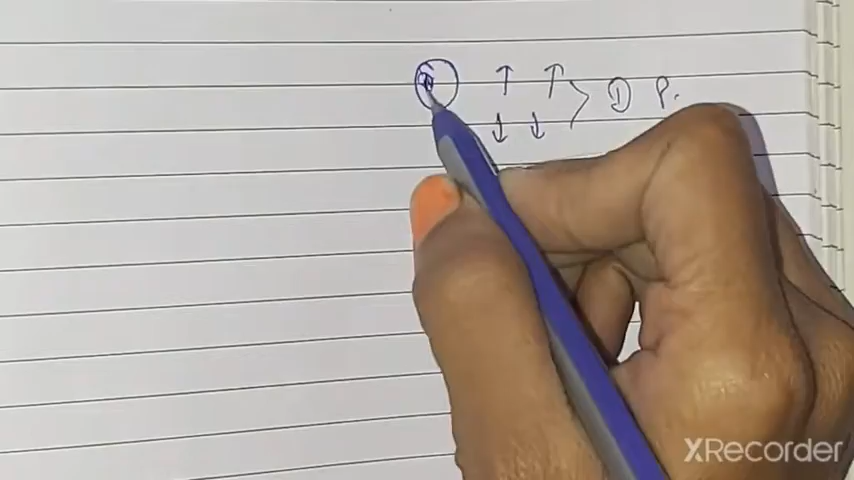 ↑ ↑
↓ ↓ > D P.
XRecorder